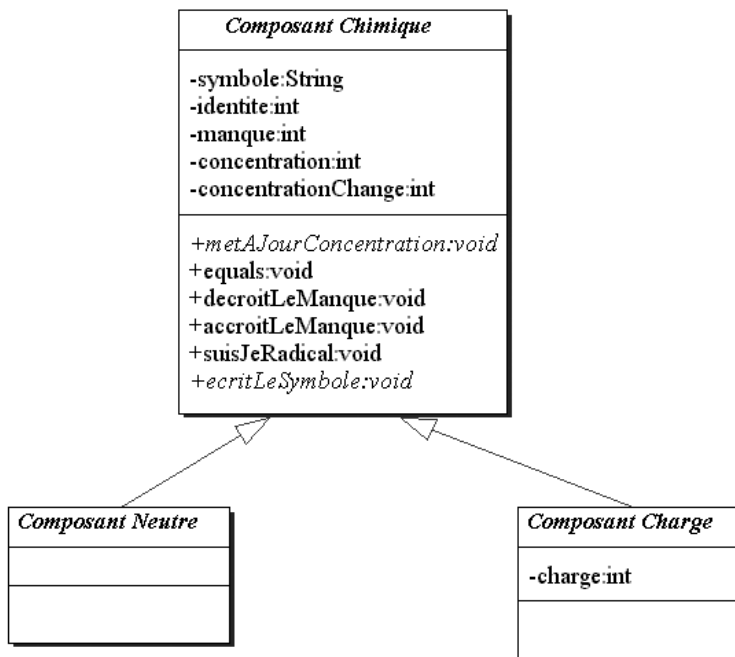 Composant Chimique
-symbole:String
-identite:int
-manque:int
-concentration:int
-concentrationChange:int
+metAJourConcentration:void
+equals:void
+decroitLeManque:void
+accroitLeManque:void
+suisJeRadical:void
+ecritLeSymbole:void
Composant Neutre
Composant Charge
-charge:int